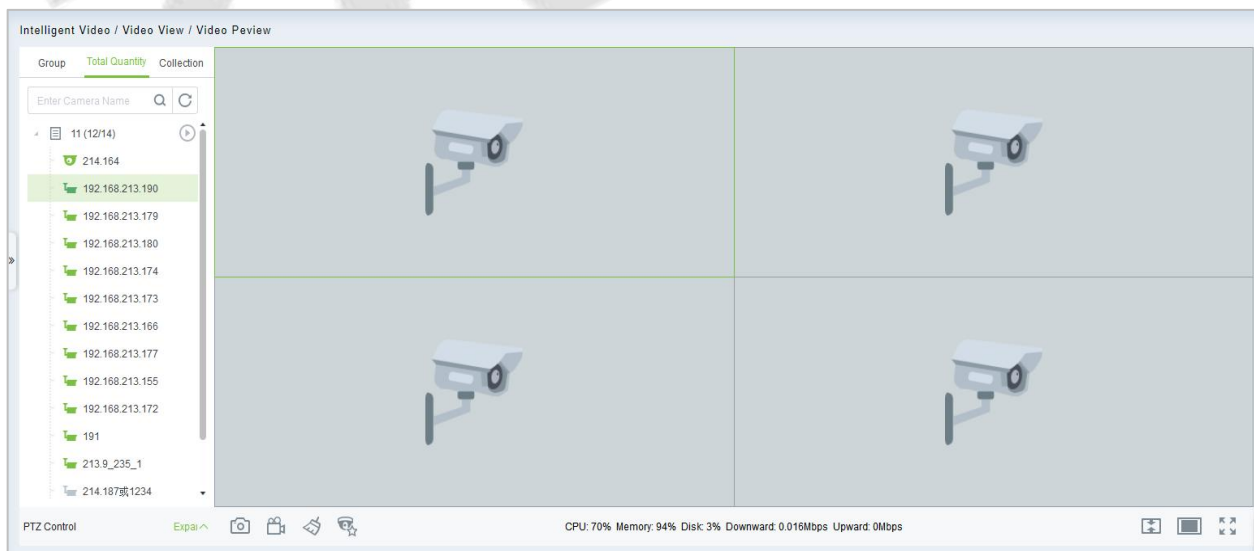 Intelligent Video / Video View / Video Peview
Group Total Quantity Collection
Enter Camera Name
11 (12/14)
214.164
192.168.213.190
192.168.213.179
192.168.213.180
192.168.213.174
192.168.213.173
192.168.213.166
192.168.213.177
192.168.213.155
192.168.213.172
191
213.9_235_1
214.187或1234
PTZ Control Expai
CPU: 70% Memory: 94% Disk: 3% Downward: 0.016Mbps Upward: 0Mbps